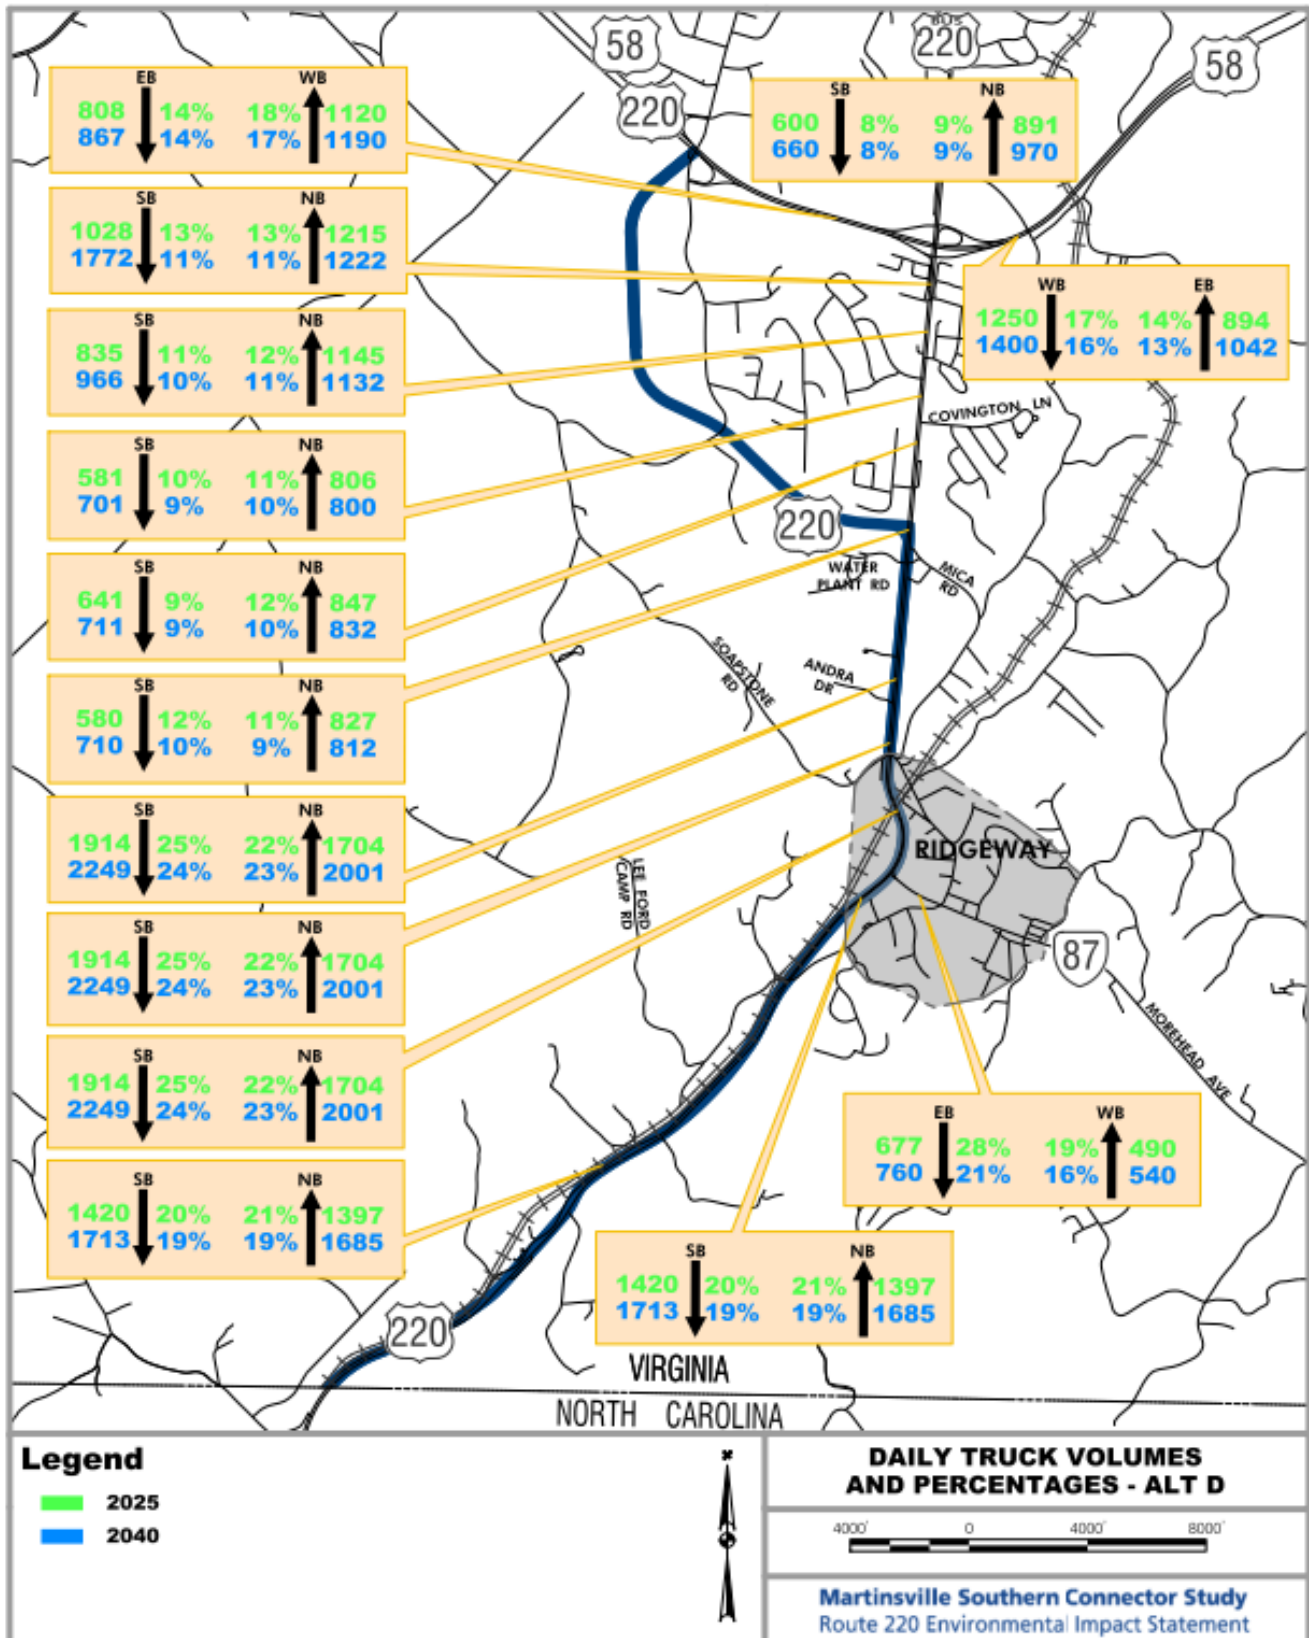 BUS
58
220
220
58
EB WB
808 14% 18% 1120
867 14% 17% 1190
SB NB
600 8% 9% 891
660 8% 9% 970
SB NB
1028 13% 13% 1215
1772 11% 11% 1222
WB EB
1250 17% 14% 894
1400 16% 13% 1042
SB NB
835 11% 12% 1145
966 10% 11% 1132
COVINGTON LN
SB NB
581 10% 11% 806
701 9% 10% 800
220
WATER
PLANT RD
MICA
RD
SB NB
641 9% 12% 847
711 9% 10% 832
SOAPSTONE
RD
ANDRA
DR
SB NB
580 12% 11% 827
710 10% 9% 812
SB NB
1914 25% 22% 1704
2249 24% 23% 2001
RIDGEWAY
LEE FORD
CAMP RD
SB NB
1914 25% 22% 1704
2249 24% 23% 2001
87
MOREHEAD AVE
SB NB
1914 25% 22% 1704
2249 24% 23% 2001
EB WB
677 28% 19% 490
760 21% 16% 540
SB NB
1420 20% 21% 1397
1713 19% 19% 1685
SB NB
1420 20% 21% 1397
1713 19% 19% 1685
220
VIRGINIA
NORTH CAROLINA
Legend
2025
2040
DAILY TRUCK VOLUMES
AND PERCENTAGES - ALT D
4000' 0 4000' 8000'
Martinsville Southern Connector Study
Route 220 Environmental Impact Statement